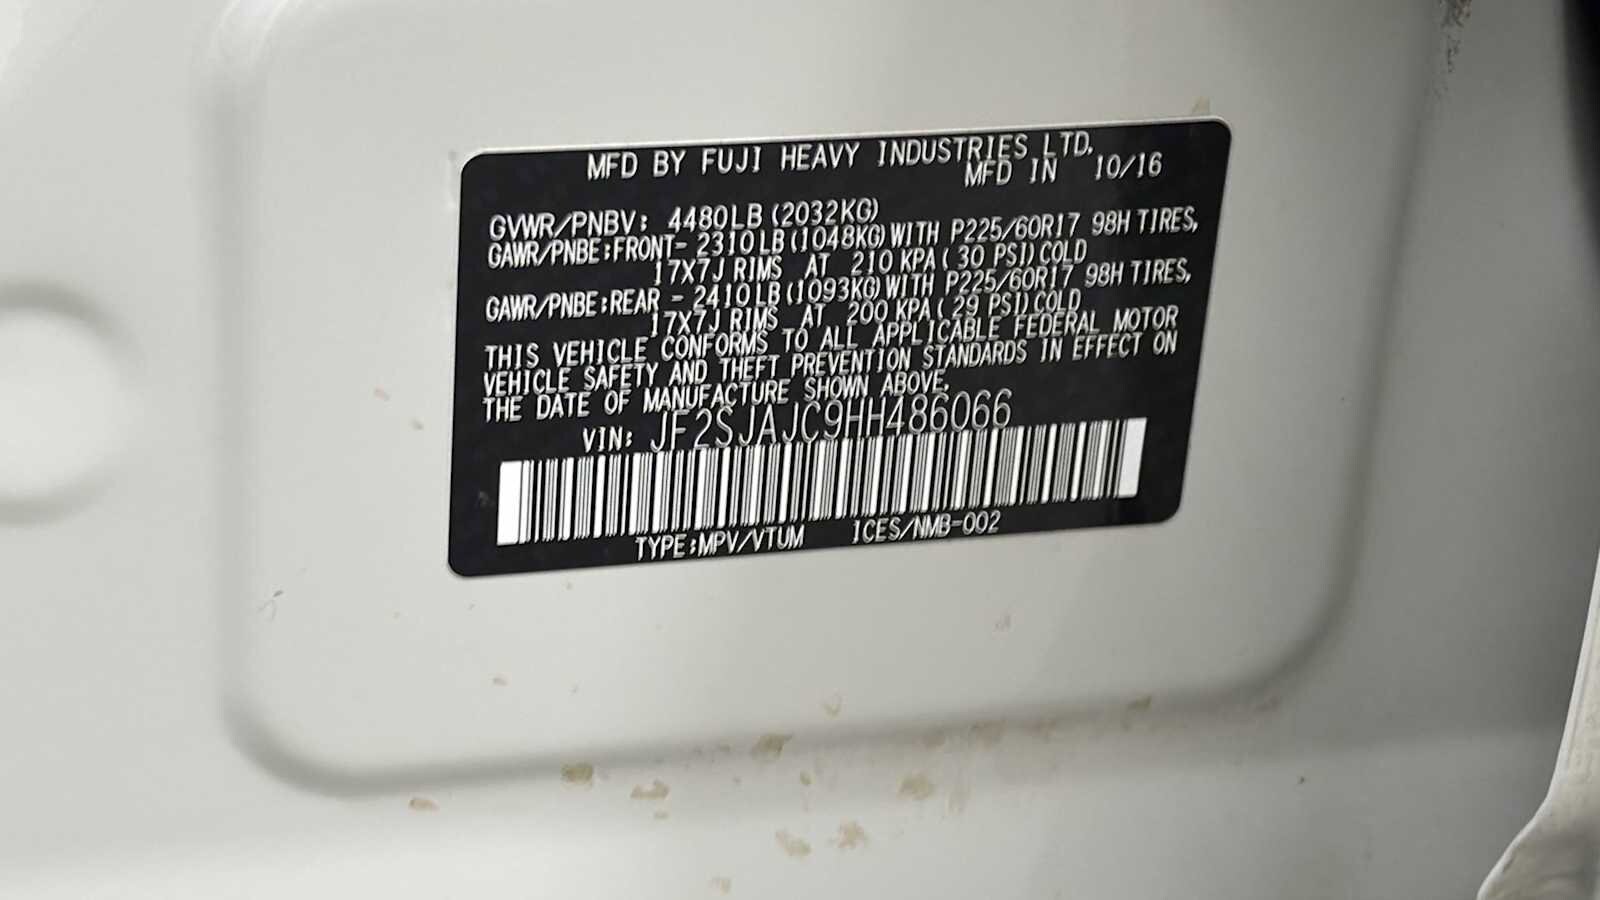 MFD BY FUJI HEAVY INDUSTRIES LTD.
MFD IN 10/16
GVWR/PNBV: 4480LB (2032KG)
GAWR/PNBE:FRONT- 2310LB(1048KG)WITH P225/60R17 98H TIRES,
17X7J RIMS AT 210 KPA( 30 PSI)COLD
GAWR/PNBE:REAR - 2410LB(1093KG)WITH P225/60R17 98H TIRES,
17X7J RIMS AT 200 KPA( 29 PSI)COLD
THIS VEHICLE CONFORMS TO ALL APPLICABLE FEDERAL MOTOR
VEHICLE SAFETY AND THEFT PREVENTION STANDARDS IN EFFECT ON
THE DATE OF MANUFACTURE SHOWN ABOVE.
VIN: JF2SJAJC9HH486066
TYPE:MPV/VTUM ICES/NMB-002